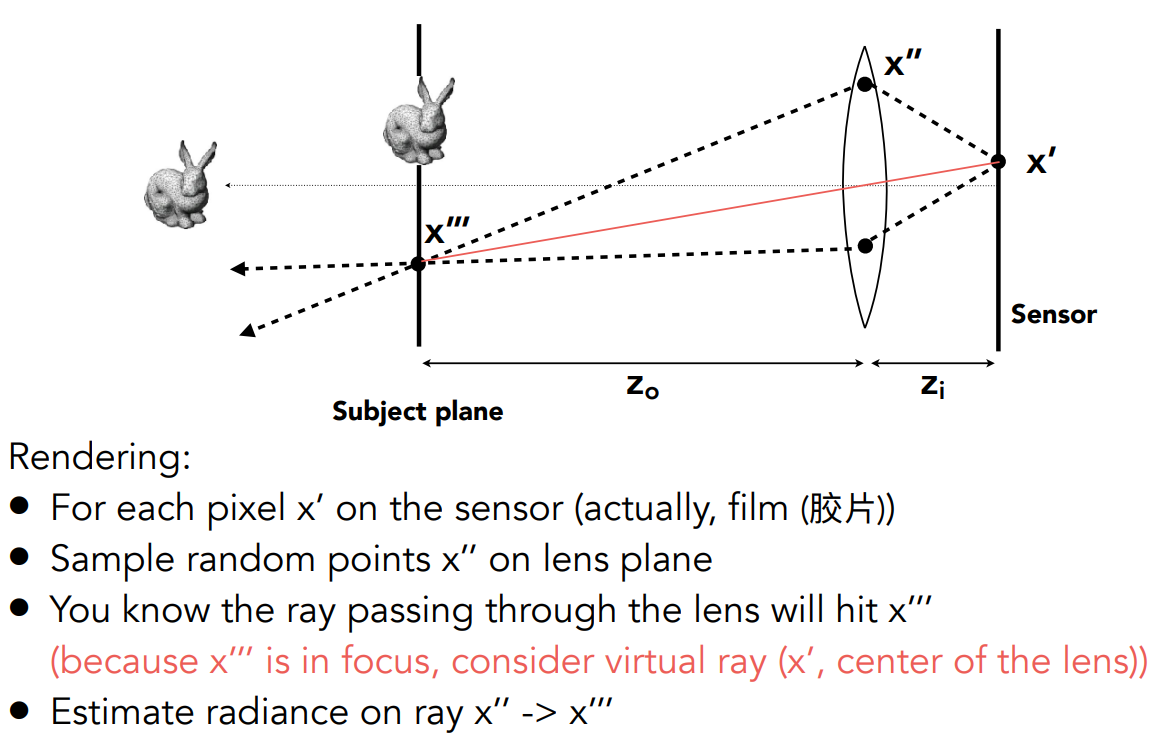 x′′
x′
x′′′
Sensor
zo
zi
Subject plane
Rendering:
● For each pixel x′ on the sensor (actually, film (胶片))
● Sample random points x′′ on lens plane
● You know the ray passing through the lens will hit x′′′
(because x′′′ is in focus, consider virtual ray (x′, center of the lens))
● Estimate radiance on ray x′′ -> x′′′